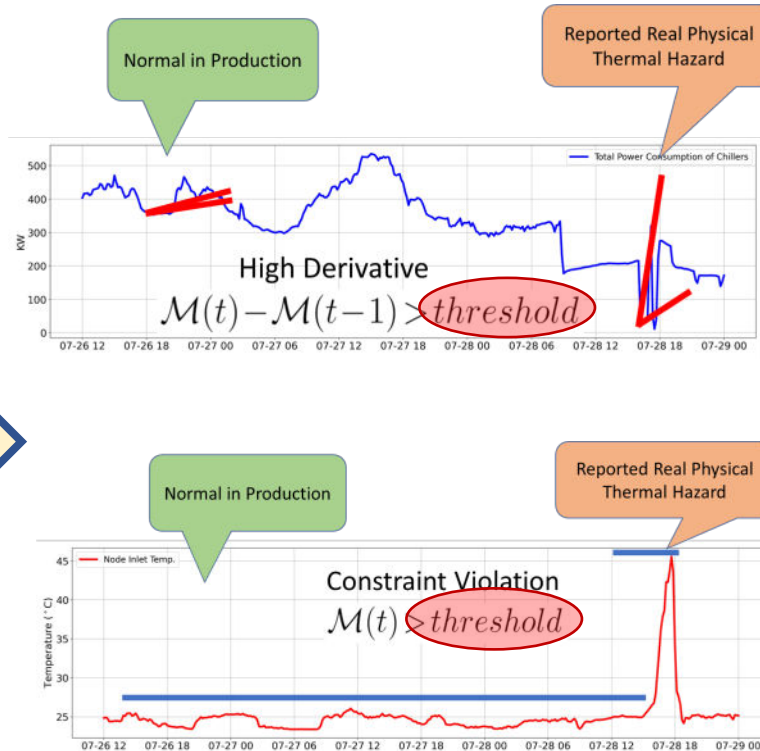 Normal in Production
Reported Real Physical
Thermal Hazard
Total Power Consumption of Chillers
500
400
300
200
100
0
KW
High Derivative
M(t)−M(t−1)>threshold
07-26 12 07-26 18 07-27 00 07-27 06 07-27 12 07-27 18 07-28 00 07-28 06 07-28 12 07-28 18 07-29 00
Normal in Production
Reported Real Physical
Thermal Hazard
Node Inlet Temp.
45
40
35
30
25
Temperature (°C)
Constraint Violation
M(t)>threshold
07-26 12 07-26 18 07-27 00 07-27 06 07-27 12 07-27 18 07-28 00 07-28 06 07-28 12 07-28 18 07-29 00